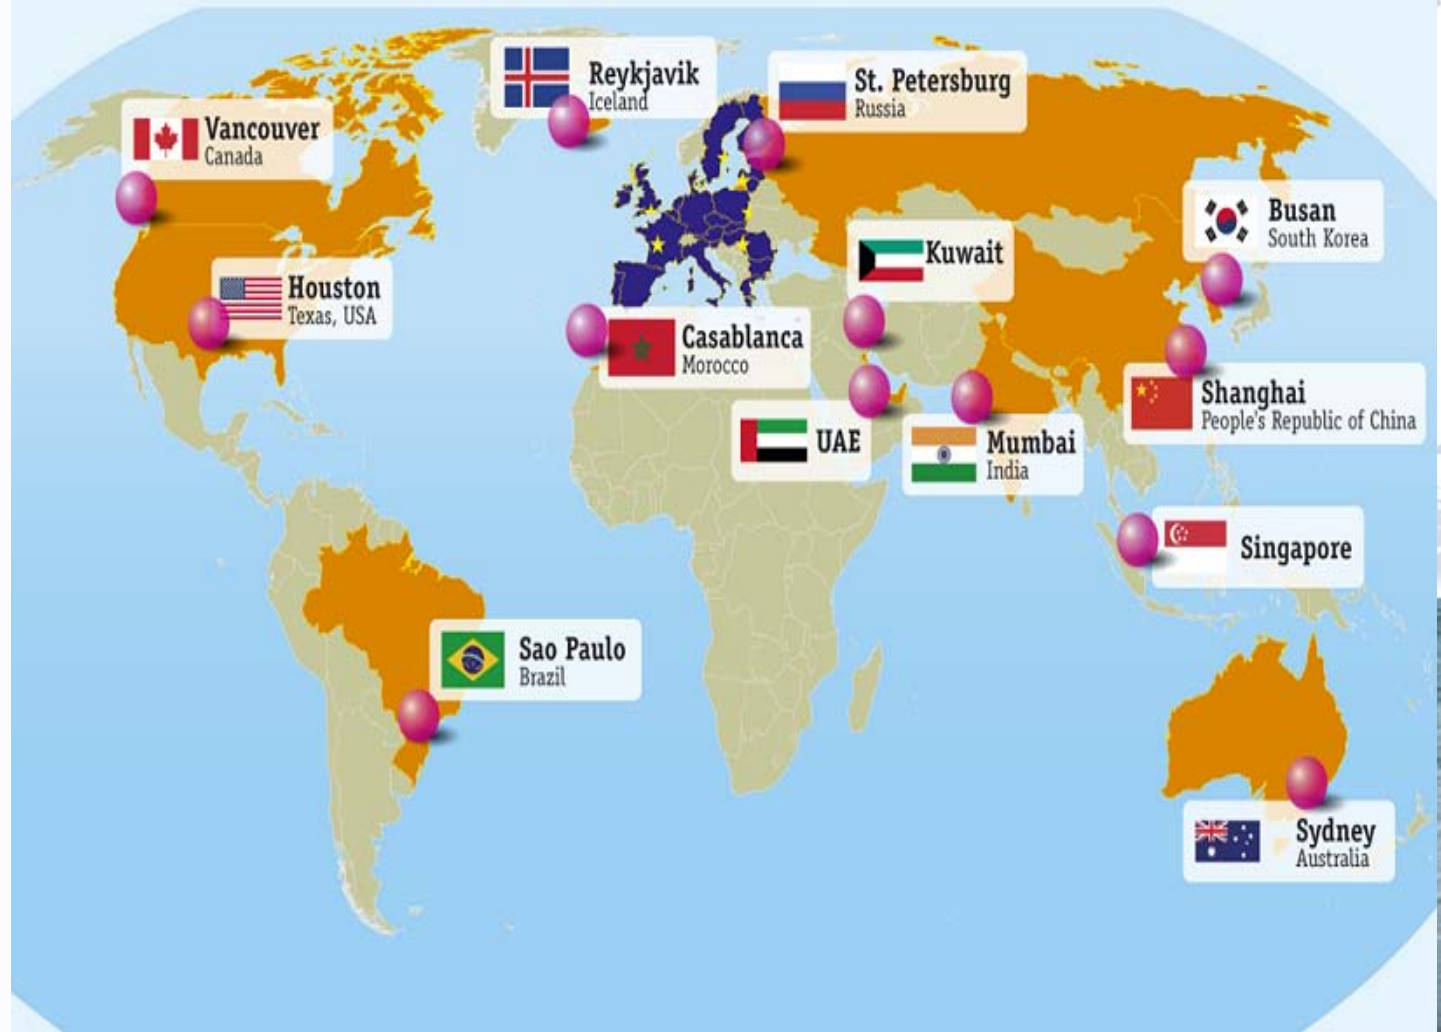 Reykjavik
Iceland
St. Petersburg
Russia
Vancouver
Canada
Busan
South Korea
Kuwait
Houston
Texas, USA
Casablanca
Morocco
Shanghai
People's Republic of China
UAE
Mumbai
India
Singapore
Sao Paulo
Brazil
Sydney
Australia